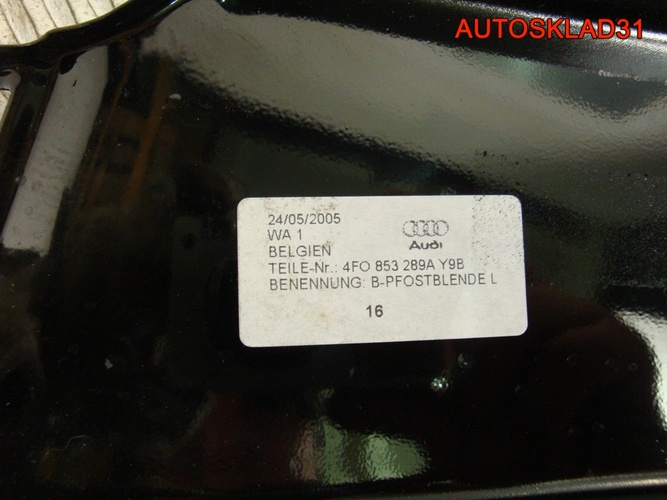 AUTOSKLAD31
24/05/2005
WA 1
BELGIEN
Audi
TEILE-Nr.: 4FO 853 289A Y9B
BENENNUNG: B-PFOSTBLENDE L
16